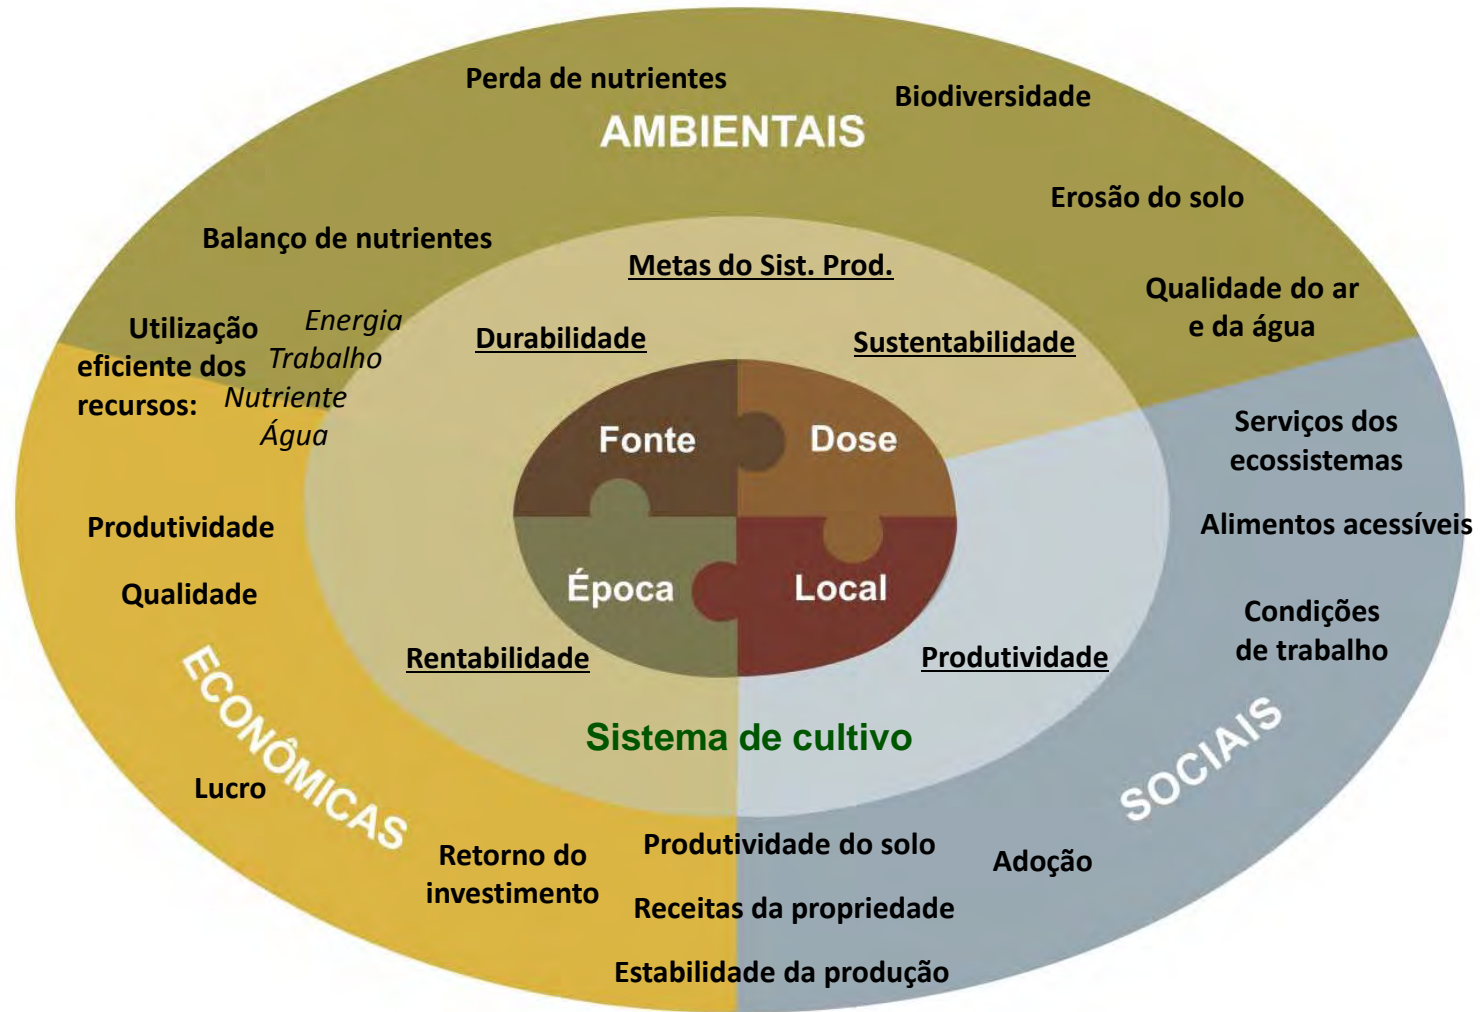 Perda de nutrientes
Biodiversidade
AMBIENTAIS
Erosão do solo
Balanço de nutrientes
Metas do Sist. Prod.
Qualidade do ar
e da água
Utilização
eficiente dos
recursos:
Energia
Trabalho
Nutriente
Água
Durabilidade
Sustentabilidade
Fonte
Dose
Serviços dos
ecossistemas
Produtividade
Alimentos acessíveis
Qualidade
Época
Local
Condições
de trabalho
Rentabilidade
Produtividade
ECONÔMICAS
Sistema de cultivo
SOCIAIS
Lucro
Retorno do
investimento
Produtividade do solo
Adoção
Receitas da propriedade
Estabilidade da produção